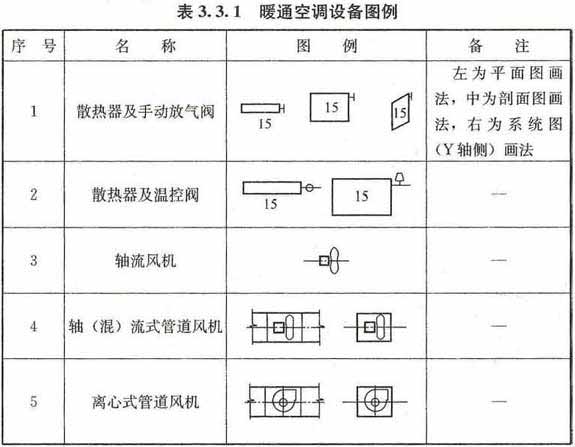 表 3.3.1 暖通空调设备图例
序 号 名 称 图 例 备 注
1 散热器及手动放气阀 15 15 15 左为平面图画
法，中为剖面图画
法，右为系统图
（Y轴侧）画法
2 散热器及温控阀 15 15 —
3 轴流风机 —
4 轴（混）流式管道风机 —
5 离心式管道风机 —